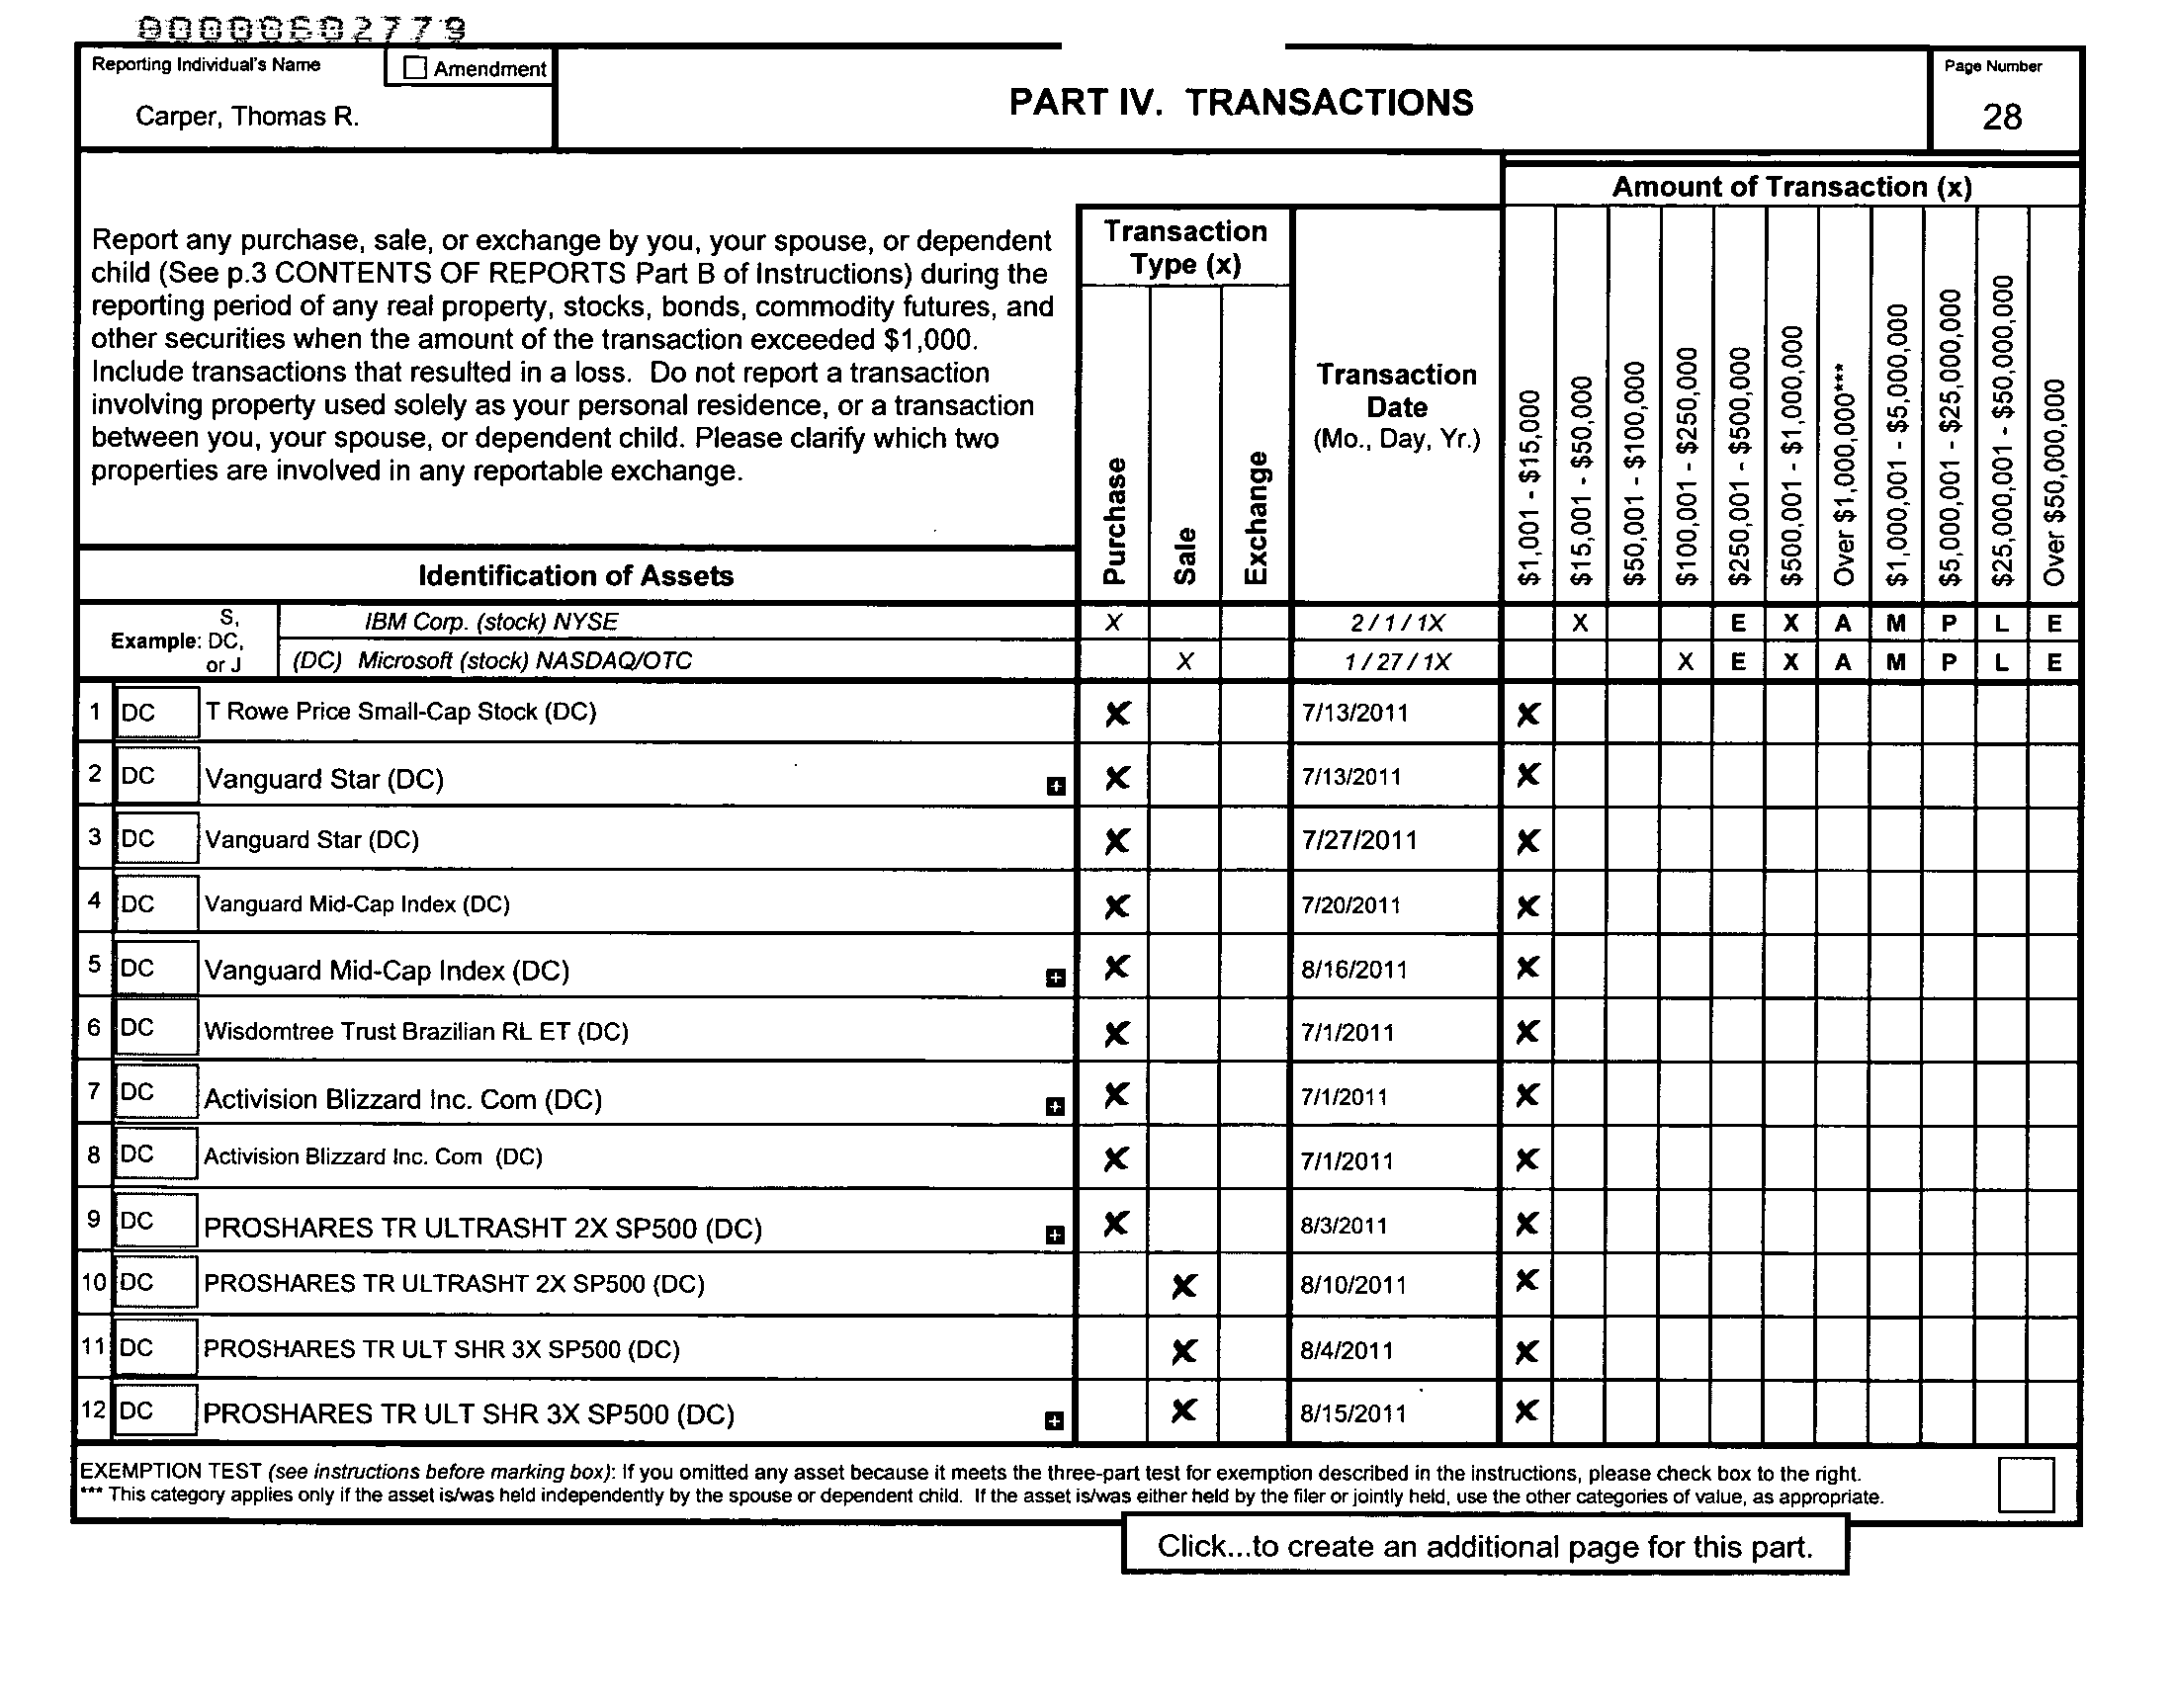 00000602779
Reporting Individual's Name
Amendment
Carper, Thomas R.
PART IV. TRANSACTIONS
Page Number
28
Report any purchase, sale, or exchange by you, your spouse, or dependent
child (See p.3 CONTENTS OF REPORTS Part B of Instructions) during the
reporting period of any real property, stocks, bonds, commodity futures, and
other securities when the amount of the transaction exceeded $1,000.
Include transactions that resulted in a loss. Do not report a transaction
involving property used solely as your personal residence, or a transaction
between you, your spouse, or dependent child. Please clarify which two
properties are involved in any reportable exchange.
Identification of Assets
Transaction
Type (x)
Purchase
Sale
Exchange
Transaction
Date
(Mo., Day, Yr.)
Amount of Transaction (x)
$1,001 - $15,000
$15,001 - $50,000
$50,001 - $100,000
$100,001 - $250,000
$250,001 - $500,000
$500,001 - $1,000,000
Over $1,000,000***
$1,000,001 - $5,000,000
$5,000,001 - $25,000,000
$25,000,001 - $50,000,000
Over $50,000,000
Example: S, DC, or J
IBM Corp. (stock) NYSE X 2/1/1X X E X A M P L E
(DC) Microsoft (stock) NASDAQ/OTC X 1/27/1X X E X A M P L E
1 DC T Rowe Price Small-Cap Stock (DC) X 7/13/2011 X
2 DC Vanguard Star (DC) + X 7/13/2011 X
3 DC Vanguard Star (DC) X 7/27/2011 X
4 DC Vanguard Mid-Cap Index (DC) X 7/20/2011 X
5 DC Vanguard Mid-Cap Index (DC) + X 8/16/2011 X
6 DC Wisdomtree Trust Brazilian RL ET (DC) X 7/1/2011 X
7 DC Activision Blizzard Inc. Com (DC) + X 7/1/2011 X
8 DC Activision Blizzard Inc. Com (DC) X 7/1/2011 X
9 DC PROSHARES TR ULTRASHT 2X SP500 (DC) + X 8/3/2011 X
10 DC PROSHARES TR ULTRASHT 2X SP500 (DC) X 8/10/2011 X
11 DC PROSHARES TR ULT SHR 3X SP500 (DC) X 8/4/2011 X
12 DC PROSHARES TR ULT SHR 3X SP500 (DC) + X 8/15/2011 X
EXEMPTION TEST (see instructions before marking box): If you omitted any asset because it meets the three-part test for exemption described in the instructions, please check box to the right.
*** This category applies only if the asset is/was held independently by the spouse or dependent child. If the asset is/was either held by the filer or jointly held, use the other categories of value, as appropriate.
Click...to create an additional page for this part.